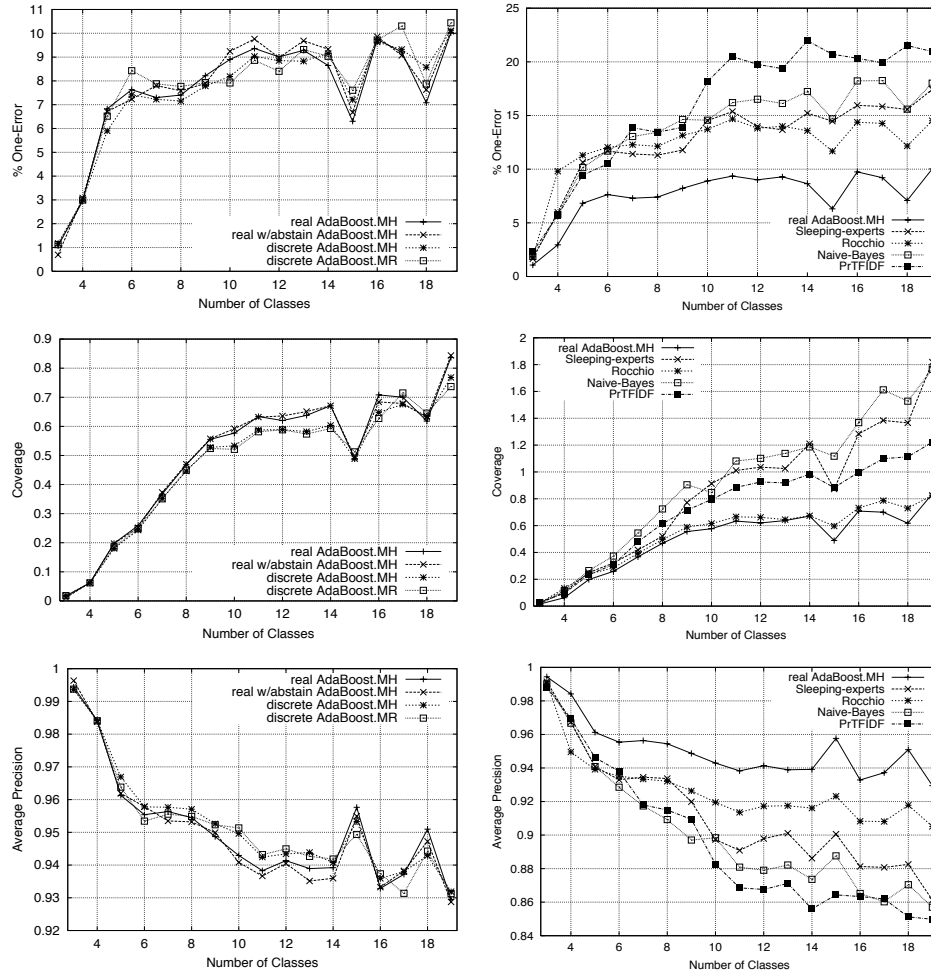 11
10
9
8
7
6
5
4
3
2
1
0
% One-Error
4 6 8 10 12 14 16 18
Number of Classes
real AdaBoost.MH
real w/abstain AdaBoost.MH
discrete AdaBoost.MH
discrete AdaBoost.MR
25
20
15
10
5
0
% One-Error
4 6 8 10 12 14 16 18
Number of Classes
real AdaBoost.MH
Sleeping-experts
Rocchio
Naive-Bayes
PrTFIDF
0.9
0.8
0.7
0.6
0.5
0.4
0.3
0.2
0.1
0
Coverage
4 6 8 10 12 14 16 18
Number of Classes
real AdaBoost.MH
real w/abstain AdaBoost.MH
discrete AdaBoost.MH
discrete AdaBoost.MR
2
1.8
1.6
1.4
1.2
1
0.8
0.6
0.4
0.2
0
Coverage
4 6 8 10 12 14 16 18
Number of Classes
real AdaBoost.MH
Sleeping-experts
Rocchio
Naive-Bayes
PrTFIDF
1
0.99
0.98
0.97
0.96
0.95
0.94
0.93
0.92
Average Precision
4 6 8 10 12 14 16 18
Number of Classes
real AdaBoost.MH
real w/abstain AdaBoost.MH
discrete AdaBoost.MH
discrete AdaBoost.MR
1
0.98
0.96
0.94
0.92
0.9
0.88
0.86
0.84
Average Precision
4 6 8 10 12 14 16 18
Number of Classes
real AdaBoost.MH
Sleeping-experts
Rocchio
Naive-Bayes
PrTFIDF